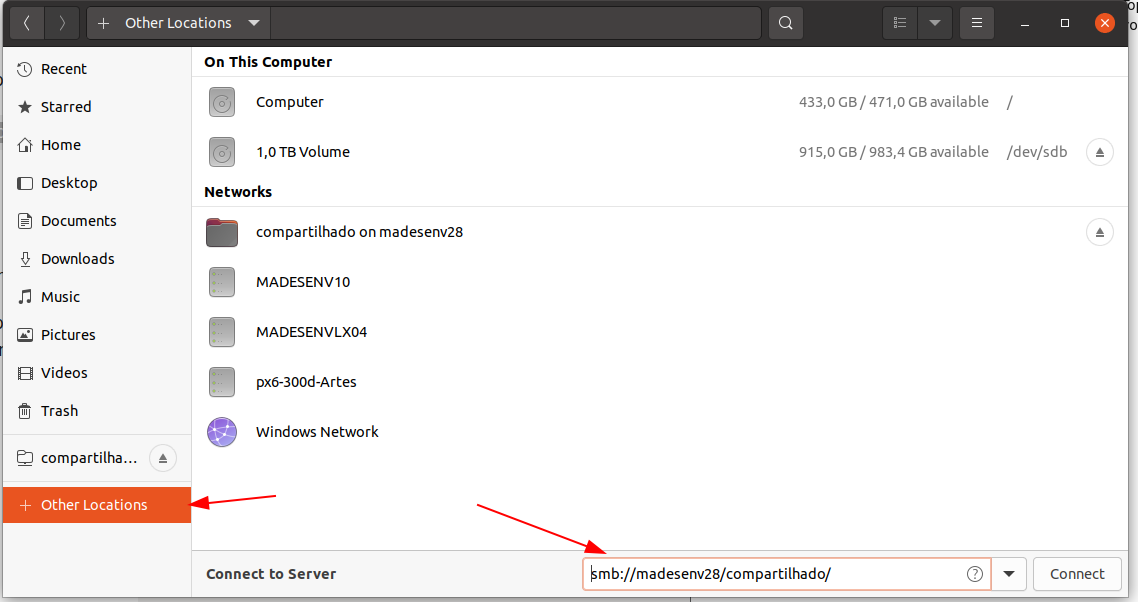 Other Locations
On This Computer
Recent
Computer 433,0 GB / 471,0 GB available /
Starred
Home
1,0 TB Volume 915,0 GB / 983,4 GB available /dev/sdb
Desktop
Networks
Documents
compartilhado on madesenv28
Downloads
MADESENV10
Music
MADESENVLX04
Pictures
Videos
px6-300d-Artes
Trash
Windows Network
compartilha...
Other Locations
Connect to Server smb://madesenv28/compartilhado/ Connect